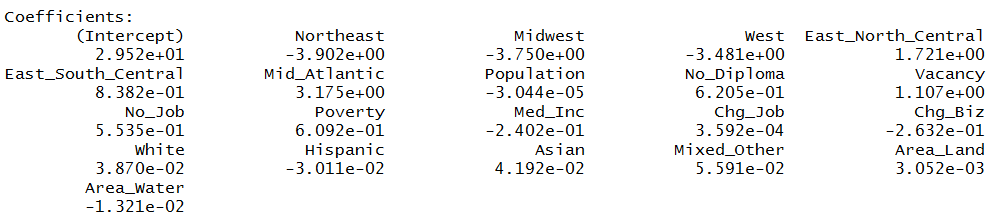 Coefficients:
(Intercept) Northeast Midwest West East_North_Central
2.952e+01 -3.902e+00 -3.750e+00 -3.481e+00 1.721e+00
East_South_Central Mid_Atlantic Population No_Diploma Vacancy
8.382e-01 3.175e+00 -3.044e-05 6.205e-01 1.107e+00
No_Job Poverty Med_Inc Chg_Job Chg_Biz
5.535e-01 6.092e-01 -2.402e-01 3.592e-04 -2.632e-01
White Hispanic Asian Mixed_Other Area_Land
3.870e-02 -3.011e-02 4.192e-02 5.591e-02 3.052e-03
Area_Water
-1.321e-02